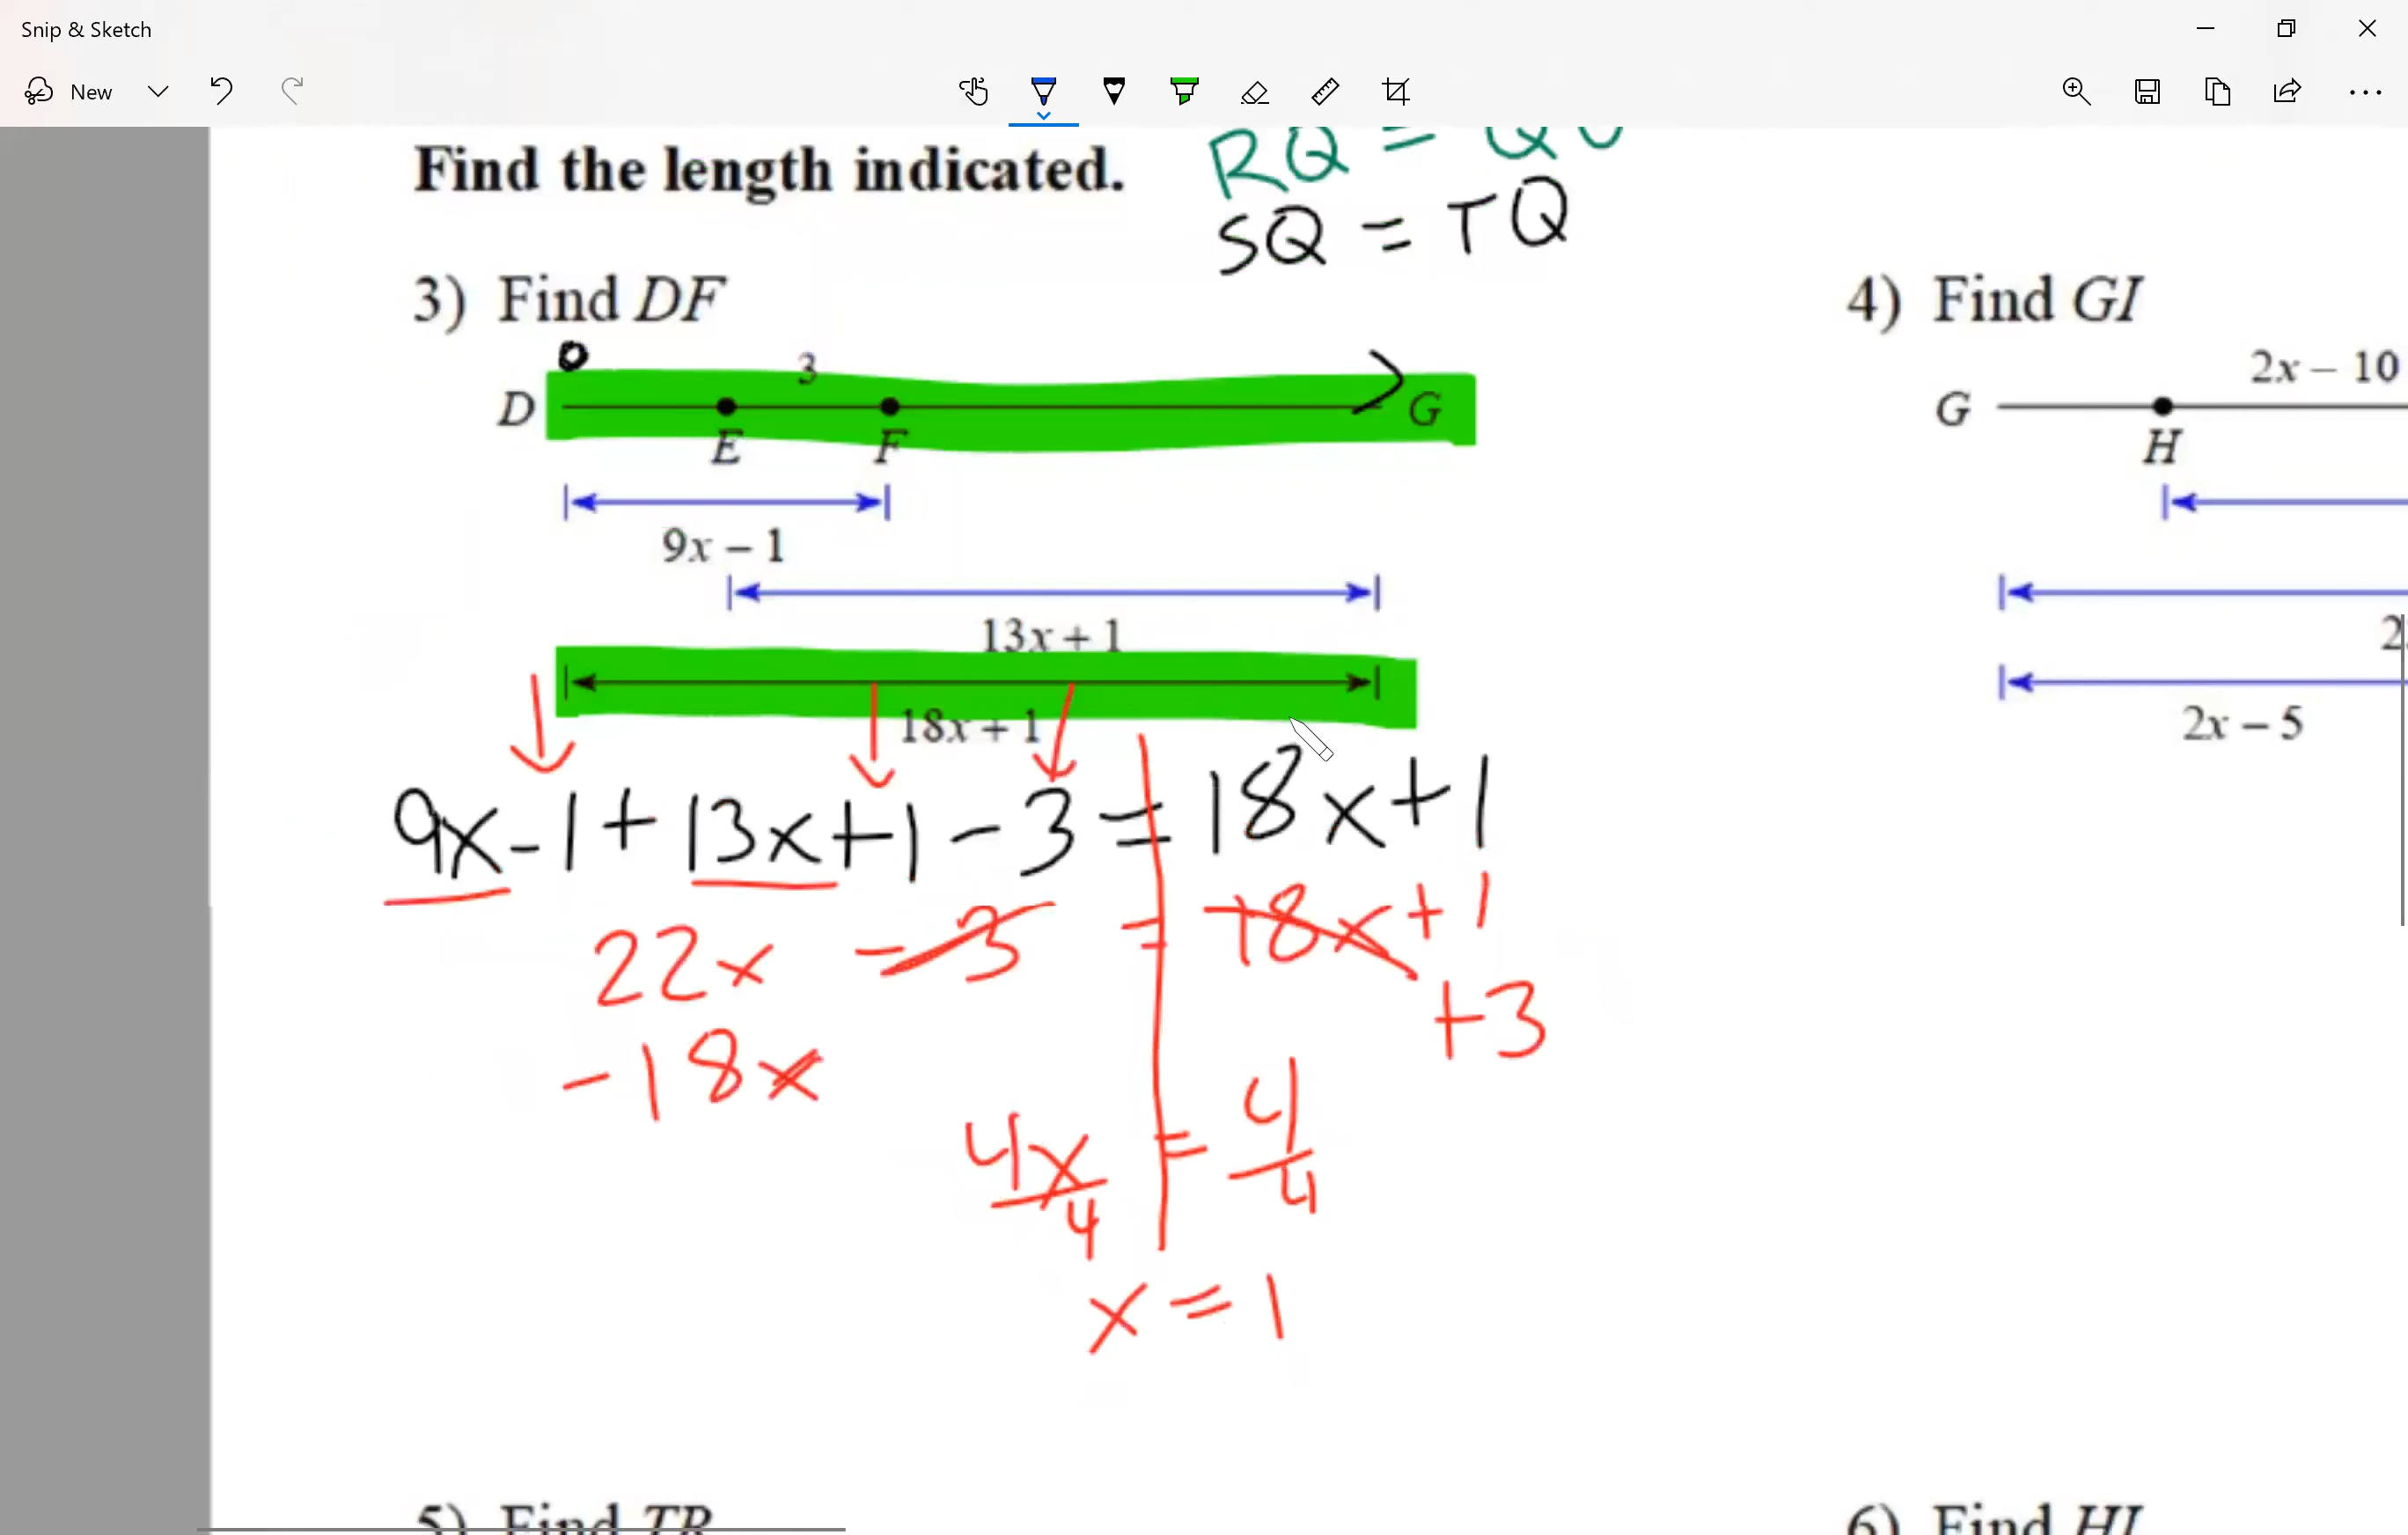 Snip & Sketch
New
RQ = QU
Find the length indicated.
SQ = TQ
3) Find DF
3
D
G
E
F
9x – 1
13x + 1
18x + 1
4) Find GI
2x – 10
G
H
2
2x – 5
9x - 1 + 13x + 1 - 3 = 18x + 1
22x - 3 = 18x + 1
+3
-18x
4x/4 = 4/4
x = 1
5) Find TR
6) Find HI